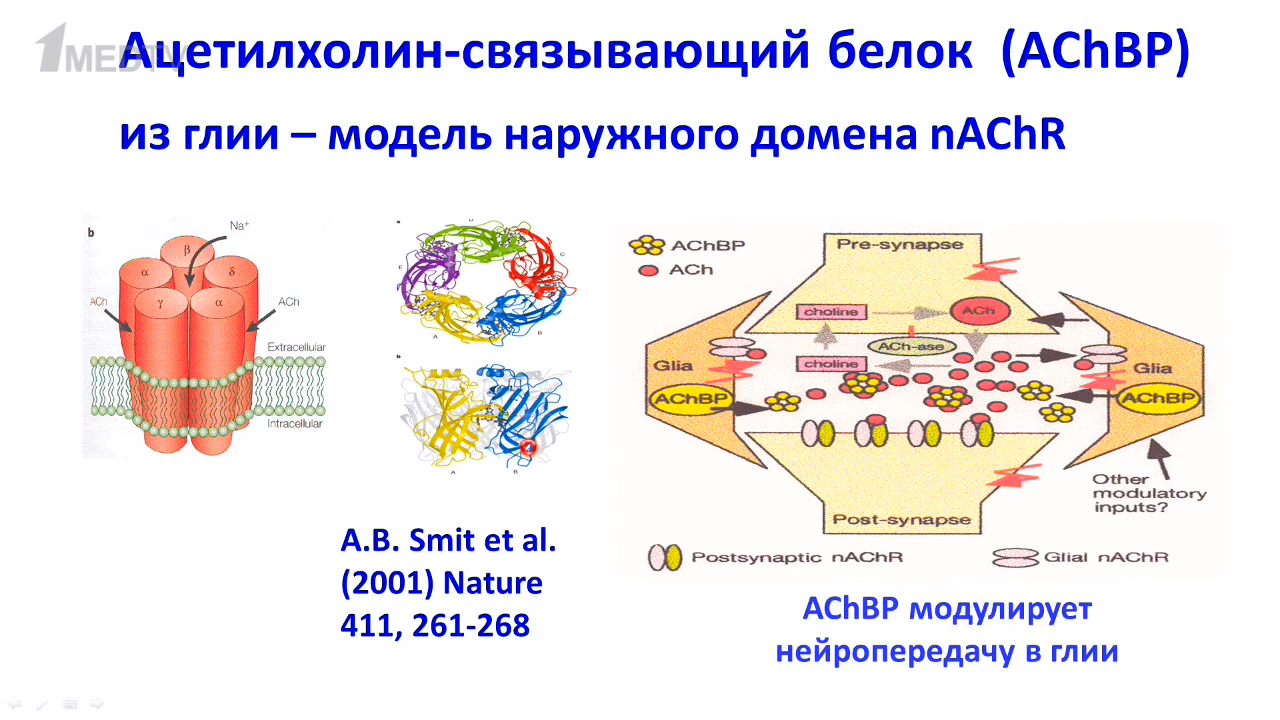 1MEDTV
Ацетилхолин-связывающий белок (AChBP)
из глии – модель наружного домена nAChR
b
Na⁺
β
α
δ
ACh
γ
α
ACh
Extracellular
Intracellular
a
E
C
A
B
b
A
B
AChBP
ACh
Pre-synapse
choline
ACh
ACh-ase
choline
Glia
AChBP
Glia
AChBP
Other
modulatory
inputs?
Post-synapse
Postsynaptic nAChR
Glial nAChR
A.B. Smit et al.
(2001) Nature
411, 261-268
AChBP модулирует
нейропередачу в глии